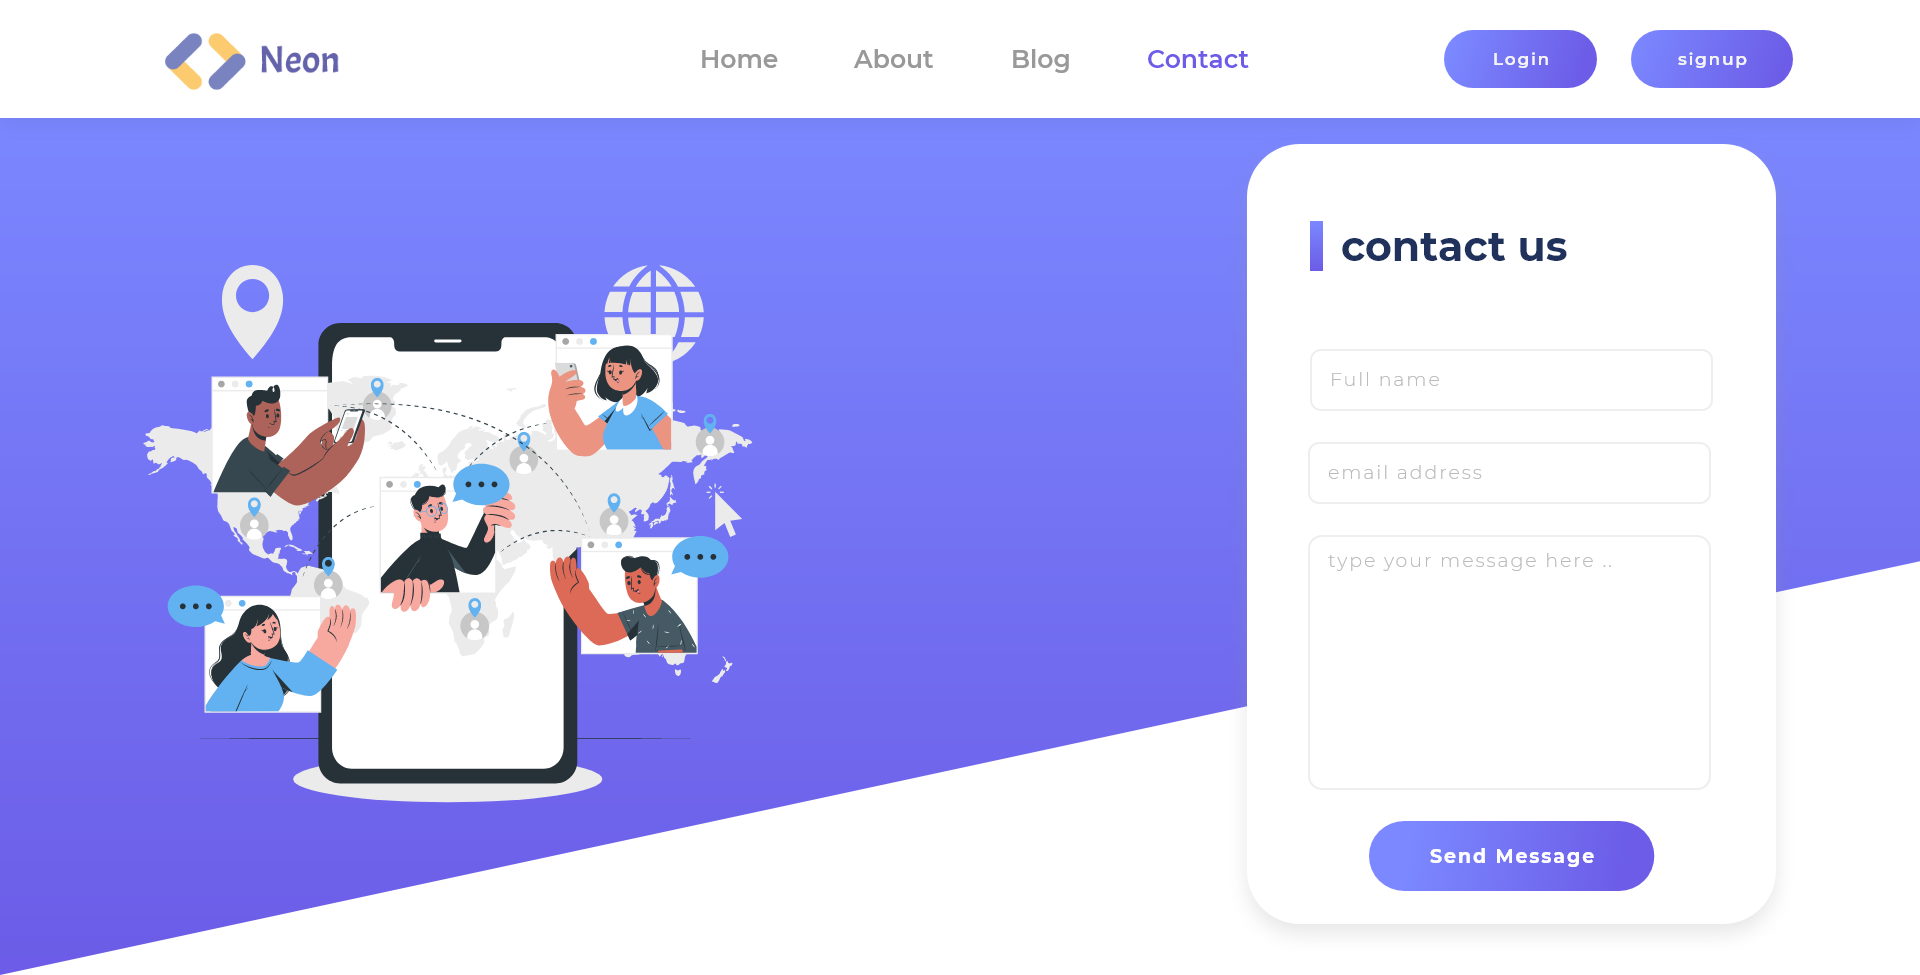 Neon
Home About Blog Contact
Login signup
contact us
Full name
email address
type your message here ..
Send Message